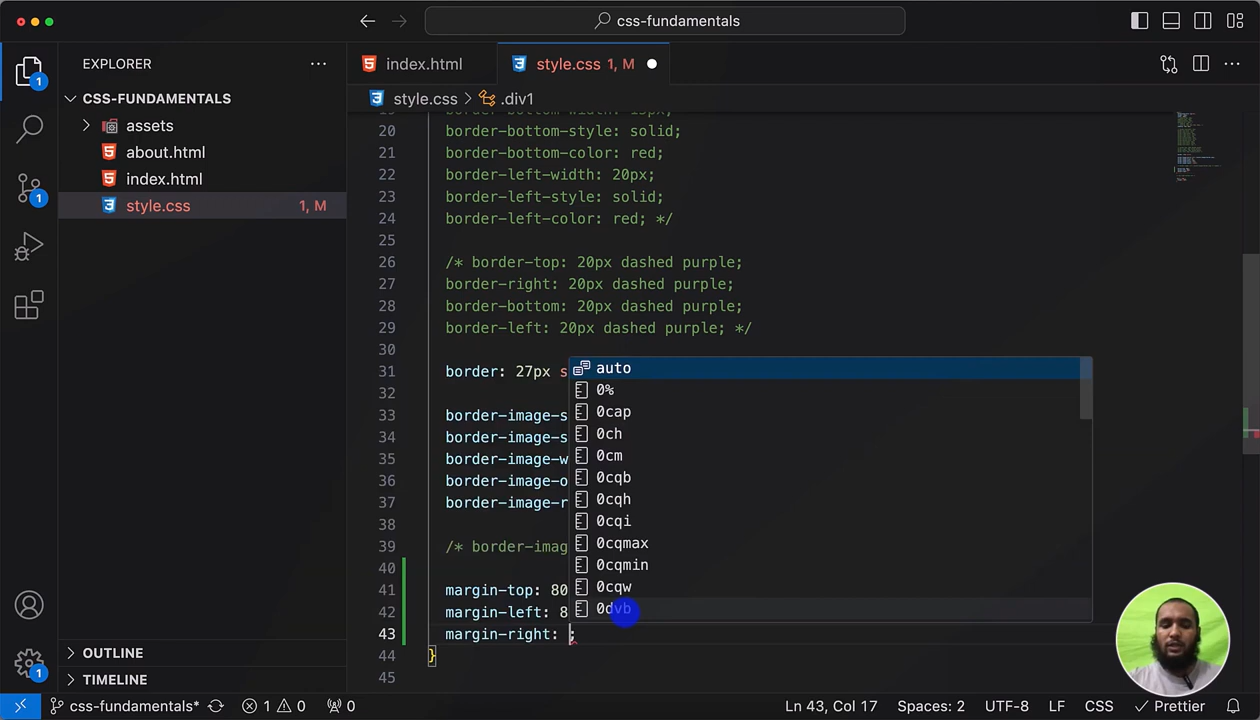 css-fundamentals
EXPLORER
index.html
style.css 1, M
CSS-FUNDAMENTALS
assets
about.html
index.html
style.css 1, M
style.css > .div1
20 border-bottom-style: solid;
21 border-bottom-color: red;
22 border-left-width: 20px;
23 border-left-style: solid;
24 border-left-color: red; */
25
26 /* border-top: 20px dashed purple;
27 border-right: 20px dashed purple;
28 border-bottom: 20px dashed purple;
29 border-left: 20px dashed purple; */
30
31 border: 27px s
32
33 border-image-s
34 border-image-s
35 border-image-w
36 border-image-o
37 border-image-r
38
39 /* border-imag
40
41 margin-top: 80
42 margin-left: 8
43 margin-right: ;
44 }
45
auto
0%
0cap
0ch
0cm
0cqb
0cqh
0cqi
0cqmax
0cqmin
0cqw
0dvb
1
1
1
OUTLINE
TIMELINE
css-fundamentals* 1 0 0 Ln 43, Col 17 Spaces: 2 UTF-8 LF CSS Prettier